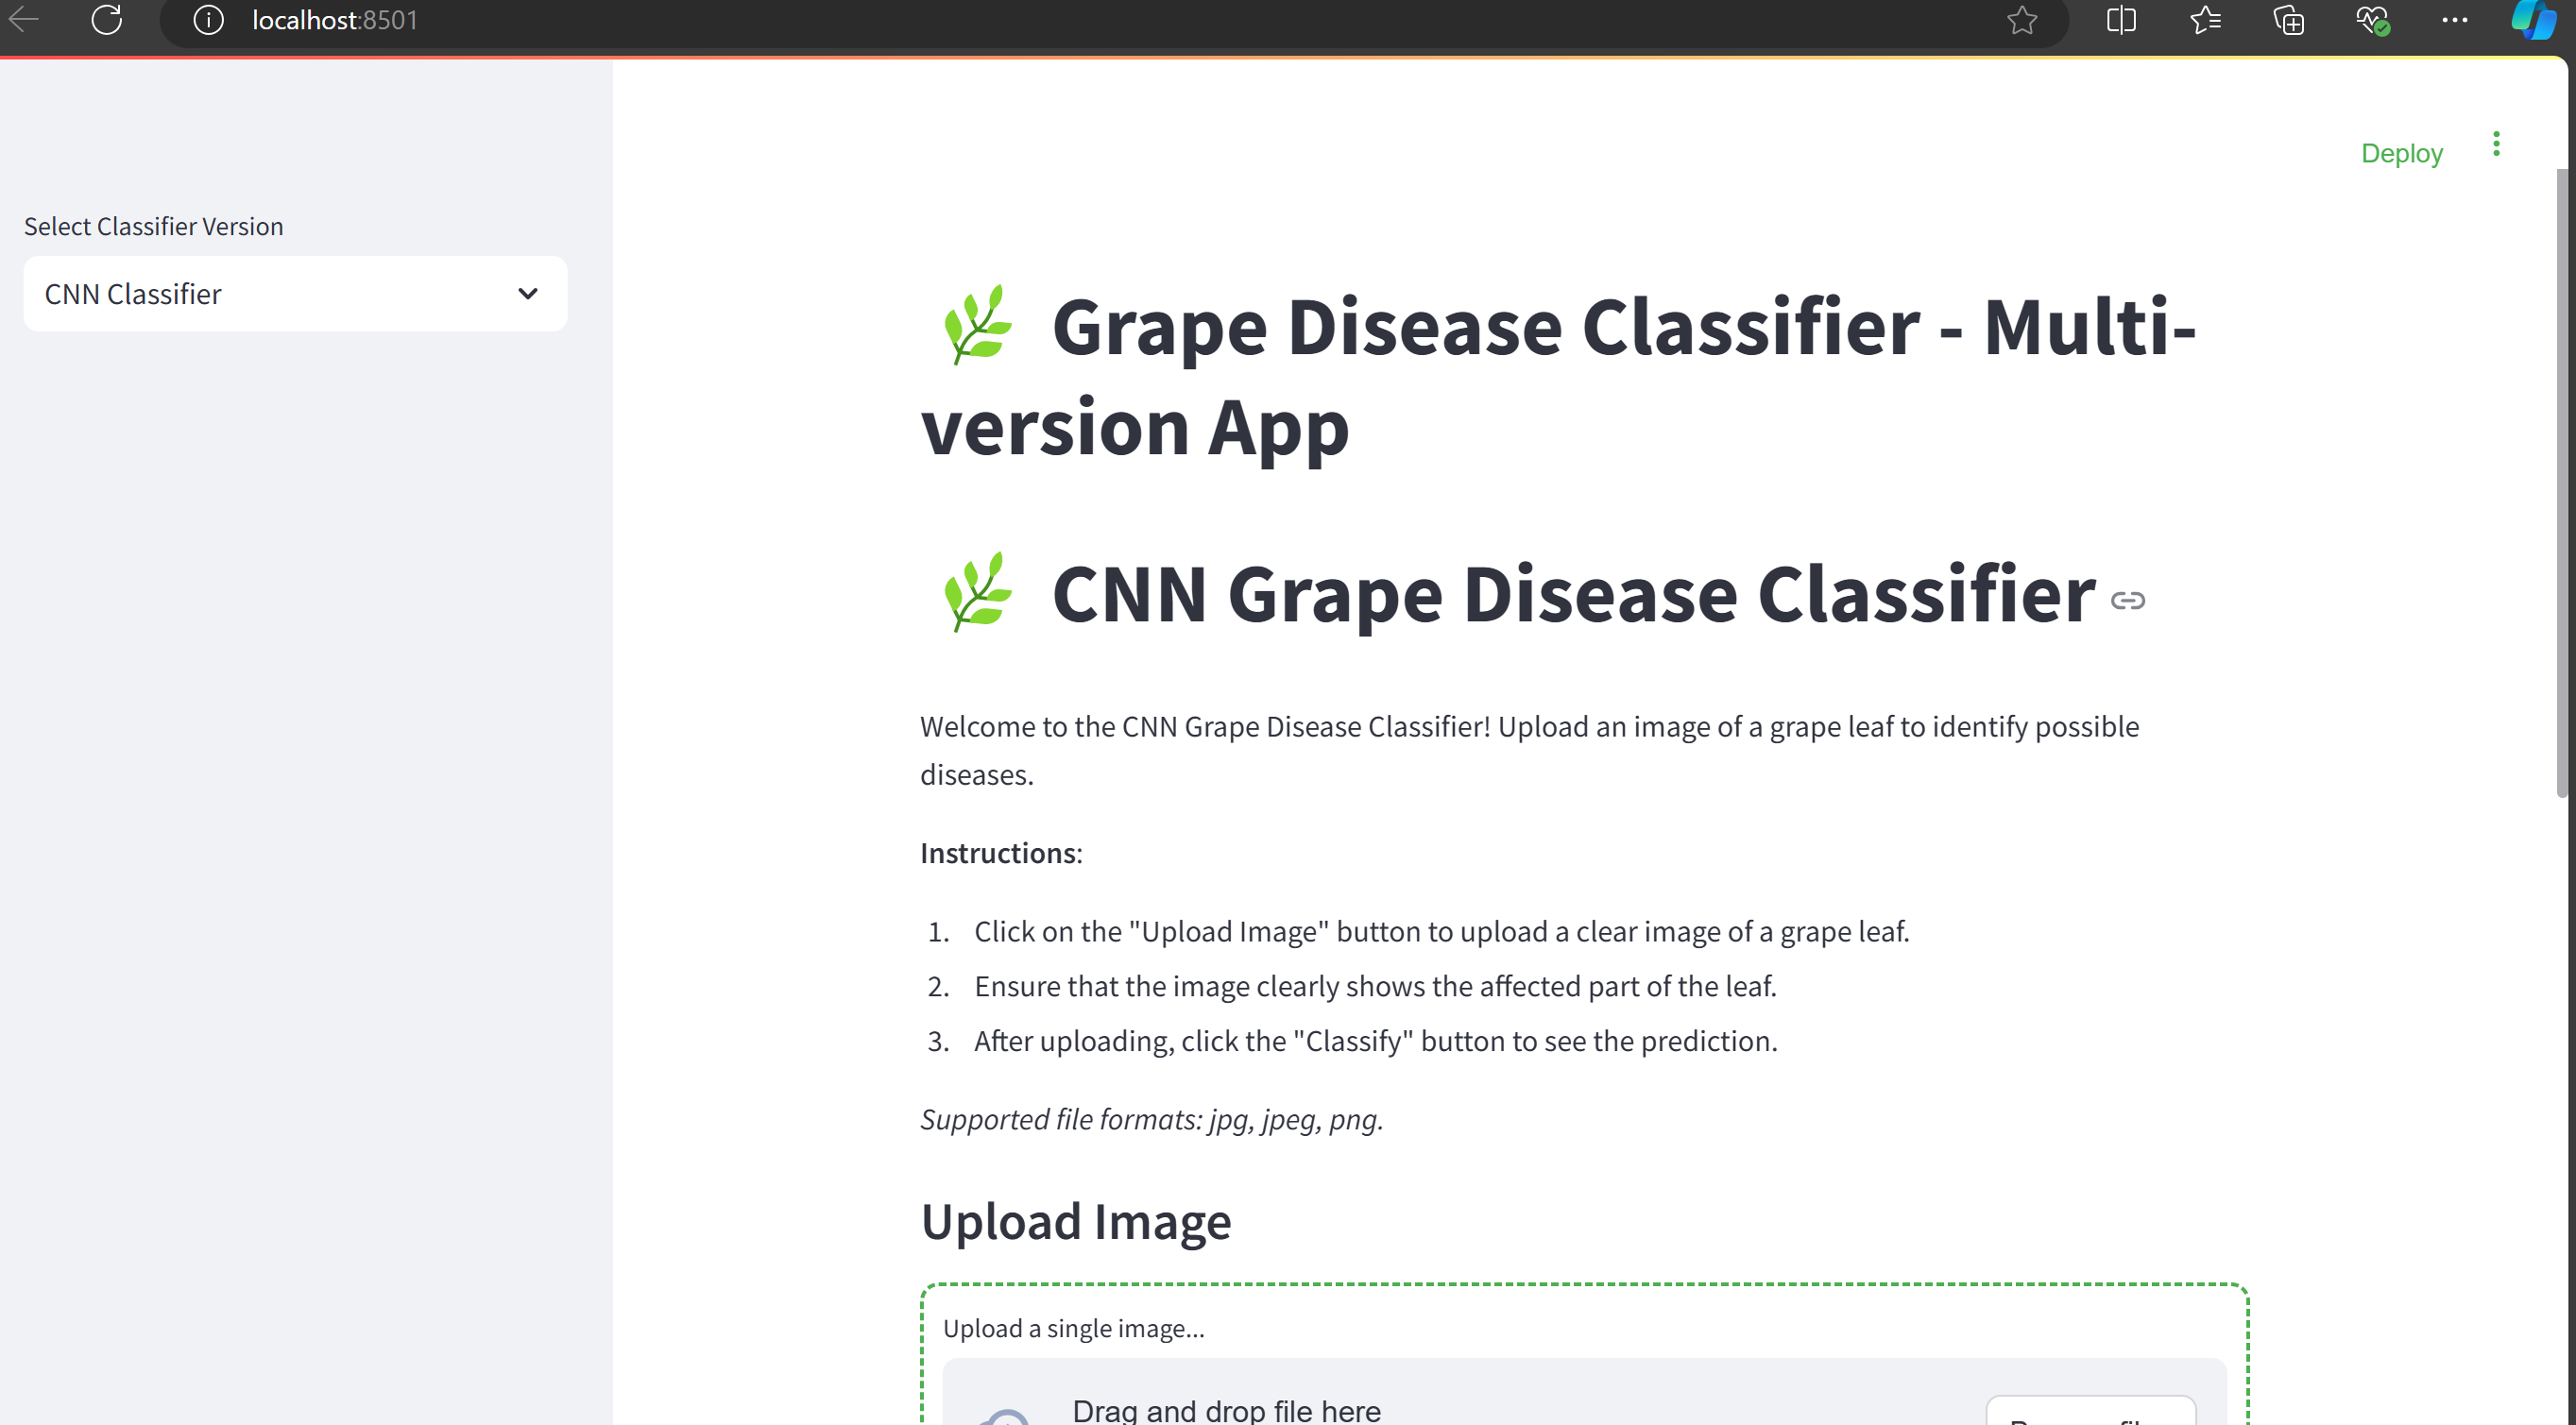 localhost:8501
Deploy
Select Classifier Version
CNN Classifier
Grape Disease Classifier - Multi-
version App
CNN Grape Disease Classifier
Welcome to the CNN Grape Disease Classifier! Upload an image of a grape leaf to identify possible
diseases.
Instructions:
1. Click on the "Upload Image" button to upload a clear image of a grape leaf.
2. Ensure that the image clearly shows the affected part of the leaf.
3. After uploading, click the "Classify" button to see the prediction.
Supported file formats: jpg, jpeg, png.
Upload Image
Upload a single image...
Drag and drop file here